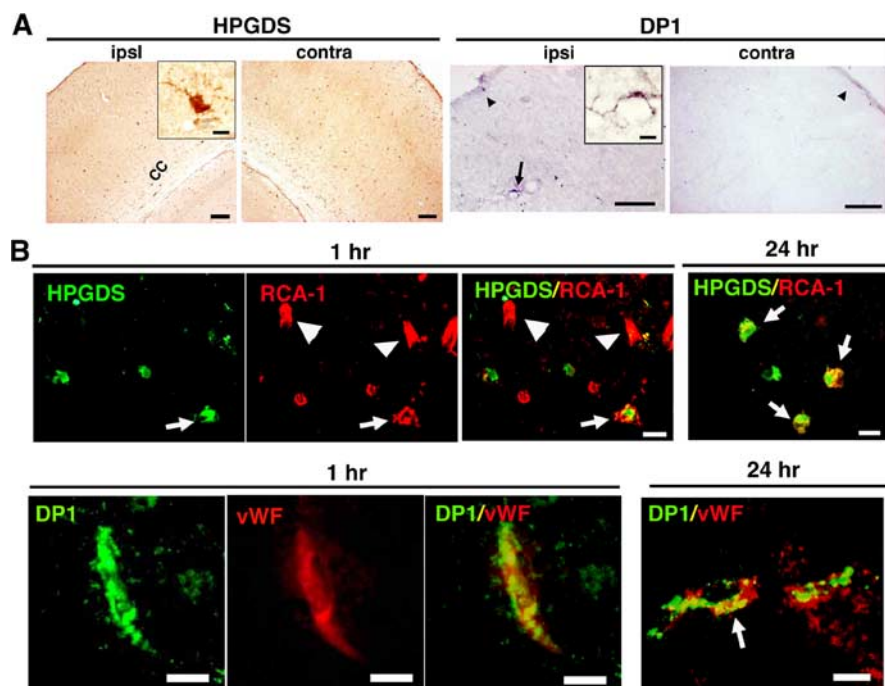 A
HPGDS
DP1
ipsl
contra
ipsi
contra
CC
B
1 hr
24 hr
HPGDS
RCA-1
HPGDS/RCA-1
HPGDS/RCA-1
1 hr
24 hr
DP1
vWF
DP1/vWF
DP1/vWF